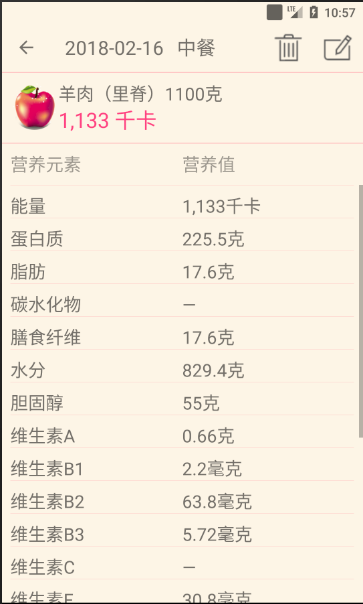 LTE 10:57
2018-02-16 中餐
羊肉（里脊）1100克
1,133 千卡
营养元素 营养值
能量 1,133千卡
蛋白质 225.5克
脂肪 17.6克
碳水化物 —
膳食纤维 17.6克
水分 829.4克
胆固醇 55克
维生素A 0.66克
维生素B1 2.2毫克
维生素B2 63.8毫克
维生素B3 5.72毫克
维生素C —
维生素E 30.8毫克